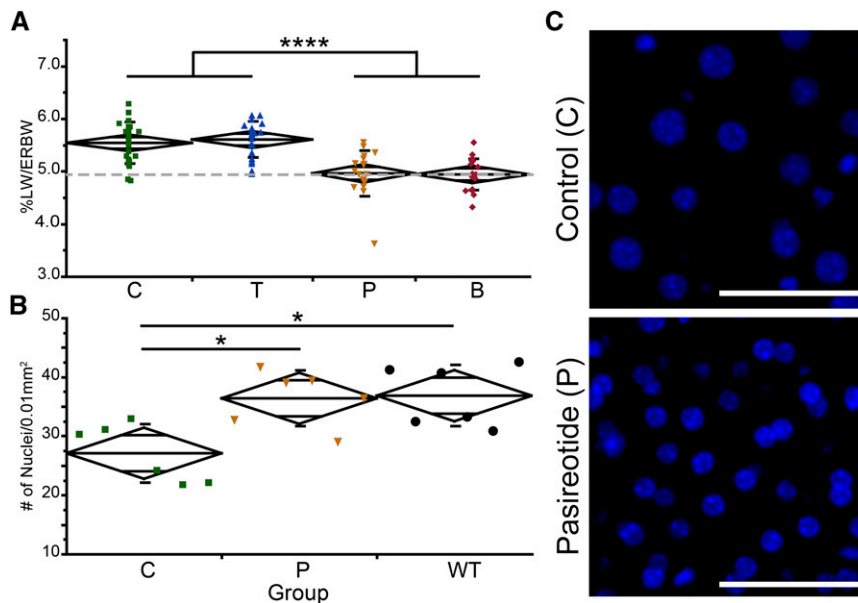 A
****
%LW/ERBW
7.0
6.0
5.0
4.0
3.0
C T P B
B
*
*
# of Nuclei/0.01mm²
50
40
30
20
10
C P WT
Group
C
Control (C)
Pasireotide (P)